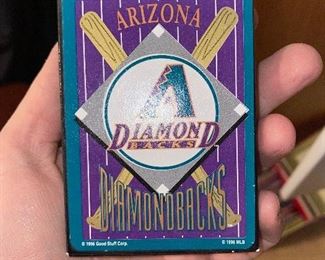 ARIZONA
A
DIAMOND
BACKS
DIAMONDBACKS
© 1996 Good Stuff Corp.
© 1996 MLB